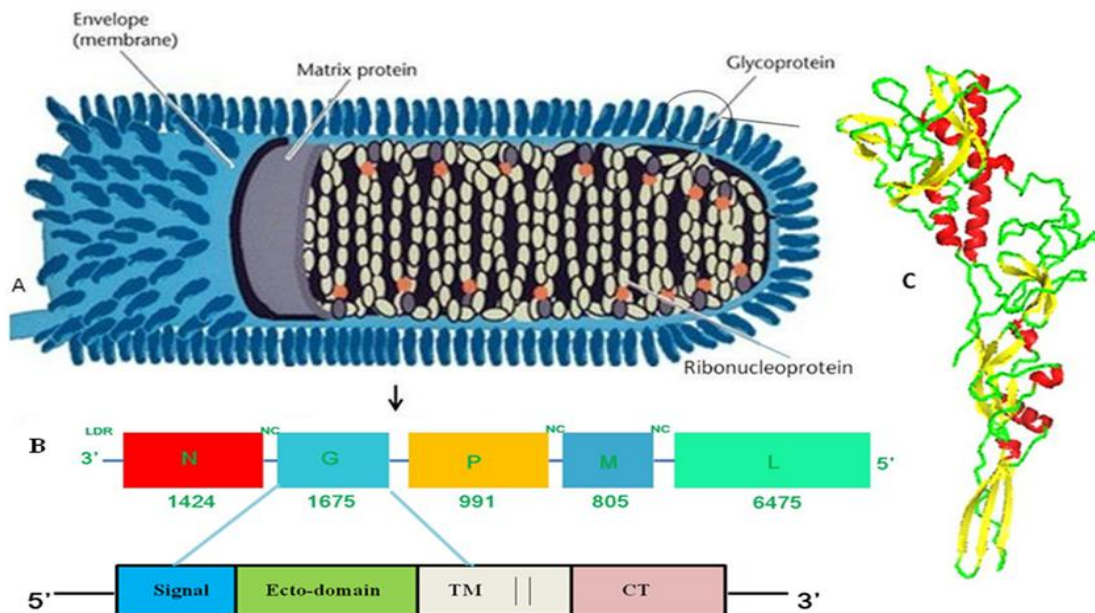 Envelope
(membrane)
Matrix protein
Glycoprotein
A
C
Ribonucleoprotein
B
LDR
NC
NC
NC
3’
N
G
P
M
L
5’
1424
1675
991
805
6475
5’
Signal
Ecto-domain
TM
CT
3’